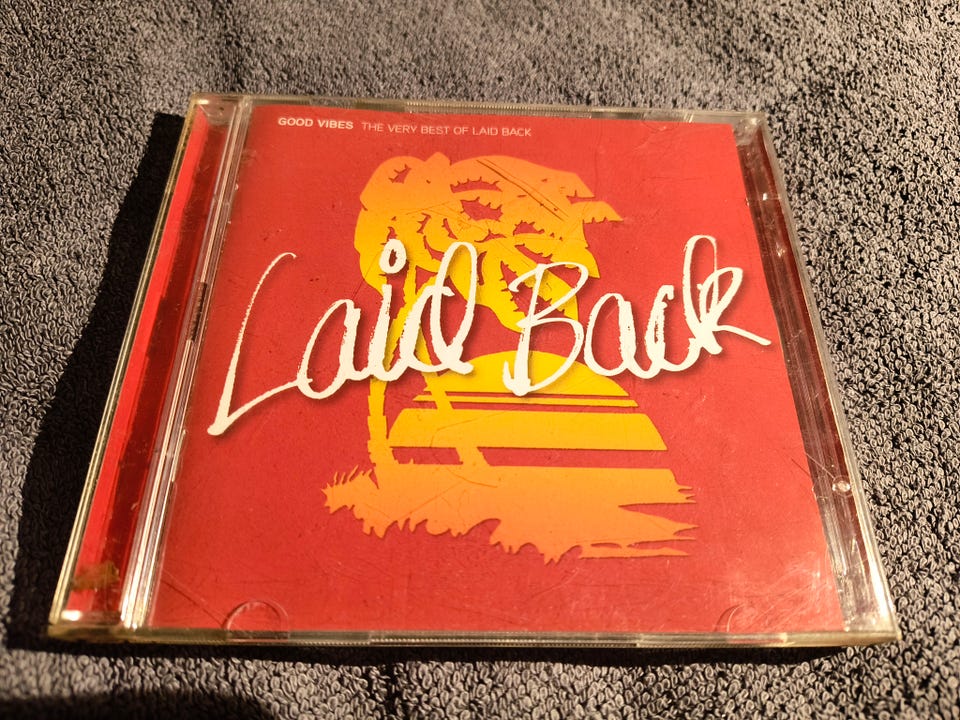 GOOD VIBES THE VERY BEST OF LAID BACK
Laid Back